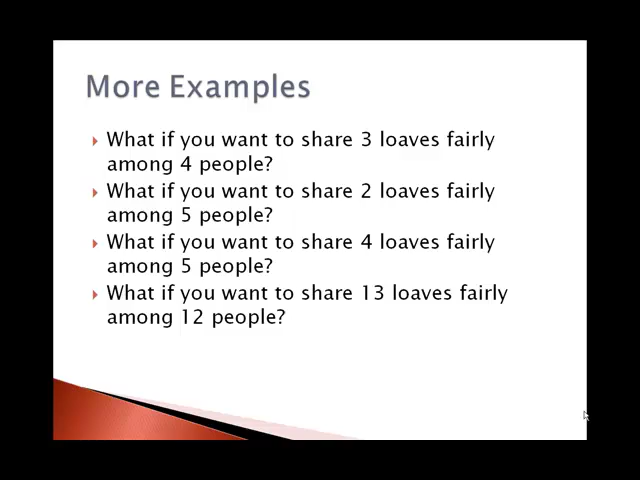 More Examples
What if you want to share 3 loaves fairly
among 4 people?
What if you want to share 2 loaves fairly
among 5 people?
What if you want to share 4 loaves fairly
among 5 people?
What if you want to share 13 loaves fairly
among 12 people?